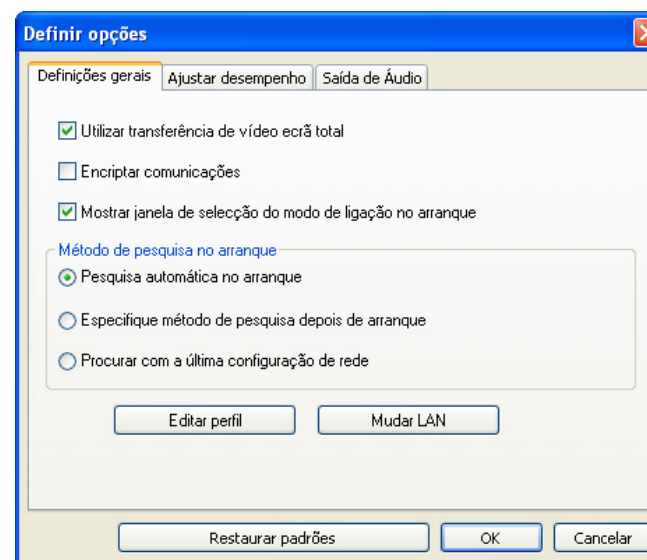 Definir opções
Definições gerais Ajustar desempenho Saída de Áudio
Utilizar transferência de vídeo ecrã total
Encriptar comunicações
Mostrar janela de selecção do modo de ligação no arranque
Método de pesquisa no arranque
Pesquisa automática no arranque
Especifique método de pesquisa depois de arranque
Procurar com a última configuração de rede
Editar perfil Mudar LAN
Restaurar padrões OK Cancelar